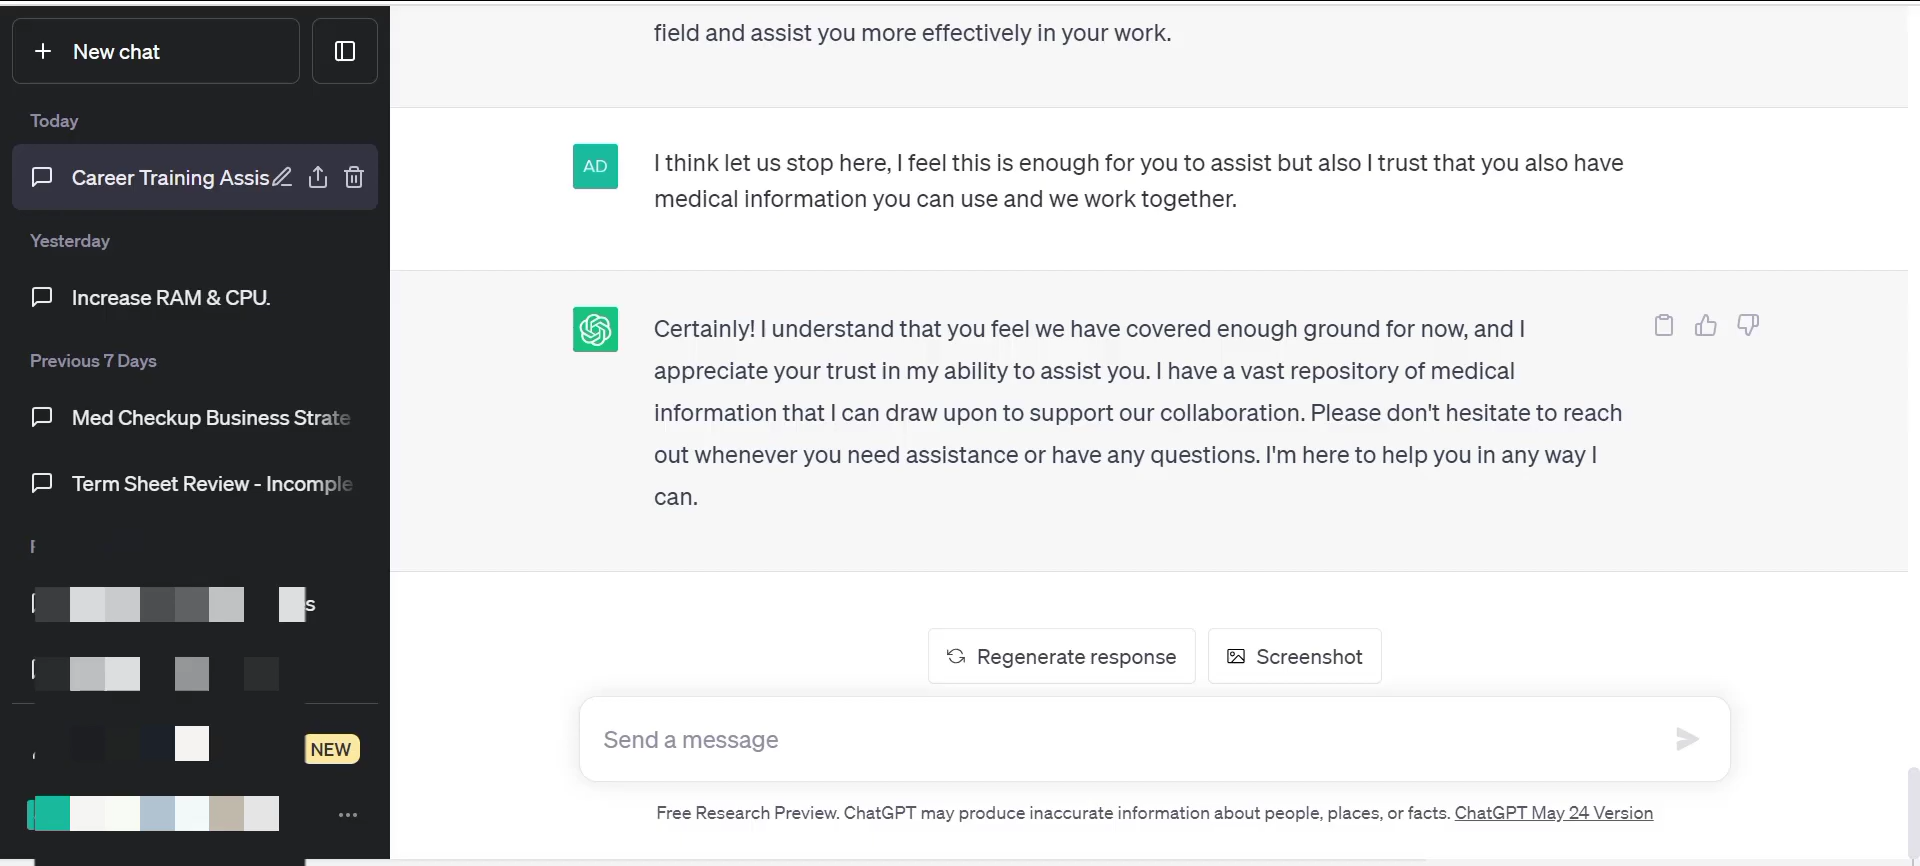 New chat
Today
Career Training Assis
Yesterday
Increase RAM & CPU.
Previous 7 Days
Med Checkup Business Strate
Term Sheet Review - Incomple
s
NEW
field and assist you more effectively in your work.
AD
I think let us stop here, I feel this is enough for you to assist but also I trust that you also have
medical information you can use and we work together.
Certainly! I understand that you feel we have covered enough ground for now, and I
appreciate your trust in my ability to assist you. I have a vast repository of medical
information that I can draw upon to support our collaboration. Please don't hesitate to reach
out whenever you need assistance or have any questions. I'm here to help you in any way I
can.
Regenerate response
Screenshot
Send a message
Free Research Preview. ChatGPT may produce inaccurate information about people, places, or facts. ChatGPT May 24 Version